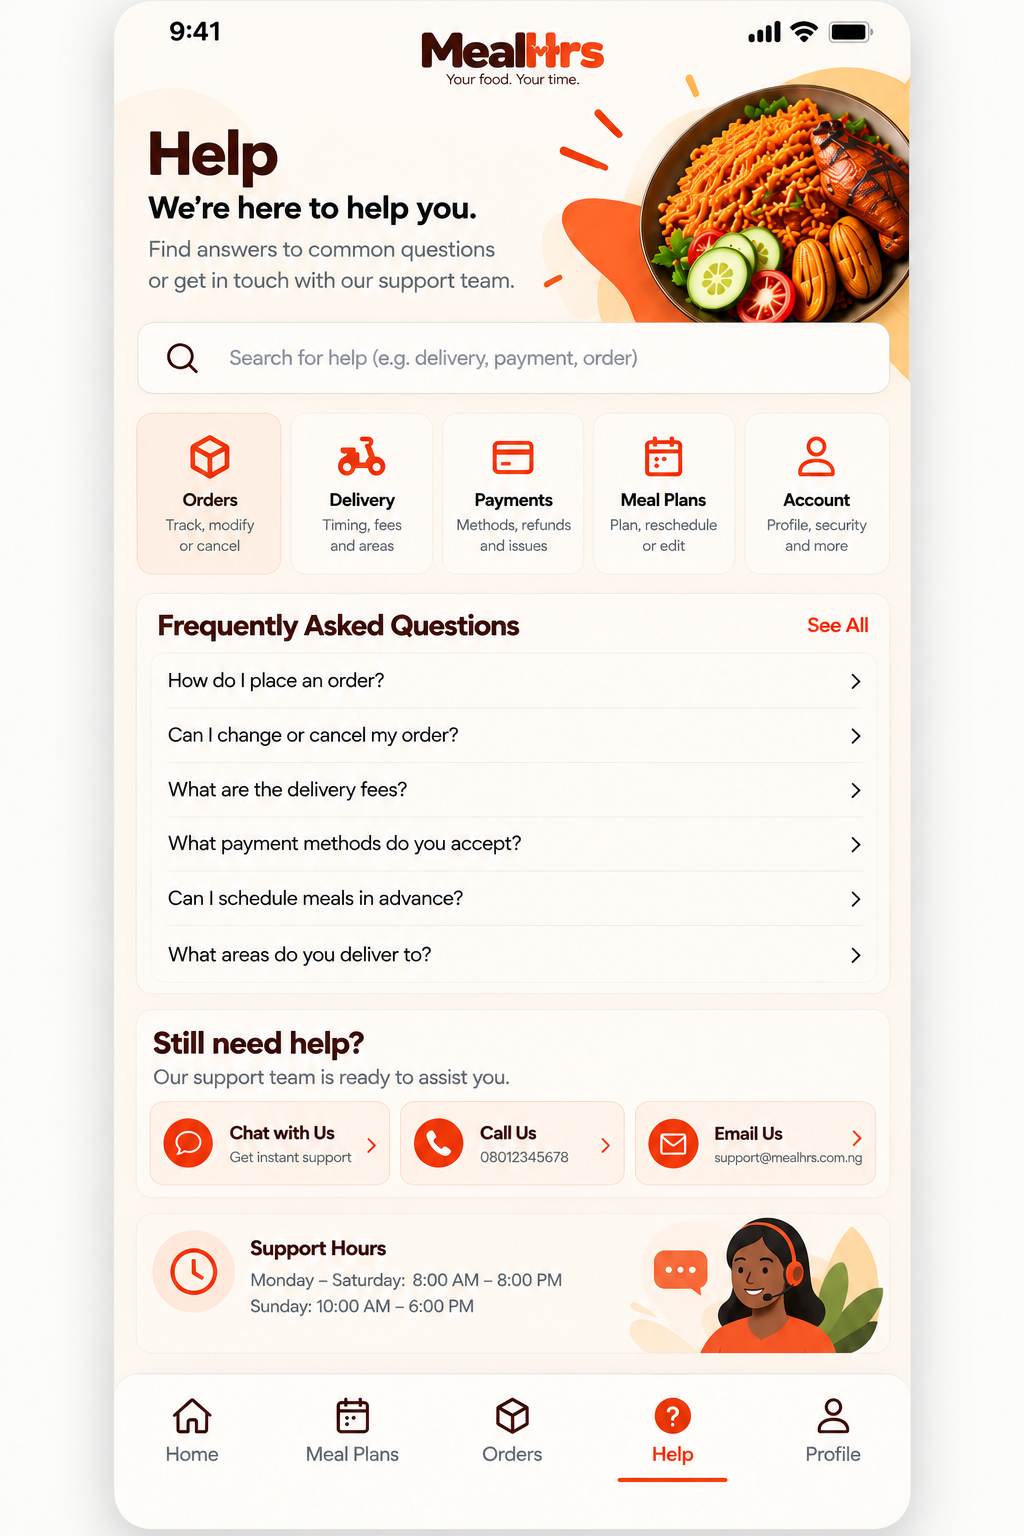 9:41
MealHrs
Your food. Your time.
Help
We're here to help you.
Find answers to common questions
or get in touch with our support team.
Search for help (e.g. delivery, payment, order)
Orders
Track, modify
or cancel
Delivery
Timing, fees
and areas
Payments
Methods, refunds
and issues
Meal Plans
Plan, reschedule
or edit
Account
Profile, security
and more
Frequently Asked Questions
See All
How do I place an order?
Can I change or cancel my order?
What are the delivery fees?
What payment methods do you accept?
Can I schedule meals in advance?
What areas do you deliver to?
Still need help?
Our support team is ready to assist you.
Chat with Us
Get instant support
Call Us
08012345678
Email Us
support@mealhrs.com.ng
Support Hours
Monday – Saturday: 8:00 AM – 8:00 PM
Sunday: 10:00 AM – 6:00 PM
Home
Meal Plans
Orders
?
Help
Profile